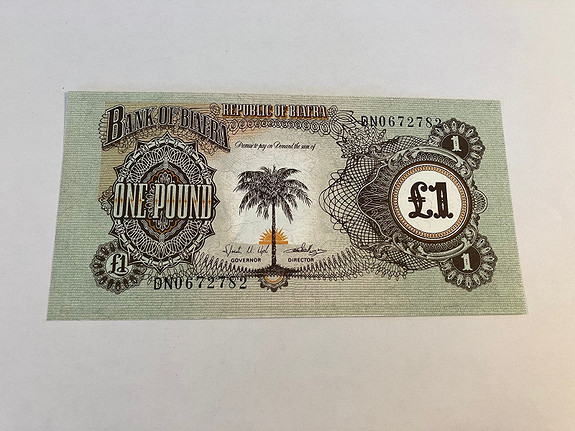 REPUBLIC OF BIAFRA
BANK OF BIAFRA
DN0672782
Promise to pay on Demand the sum of
1
ONE POUND
£1
£1
GOVERNOR
DIRECTOR
1
DN0672782